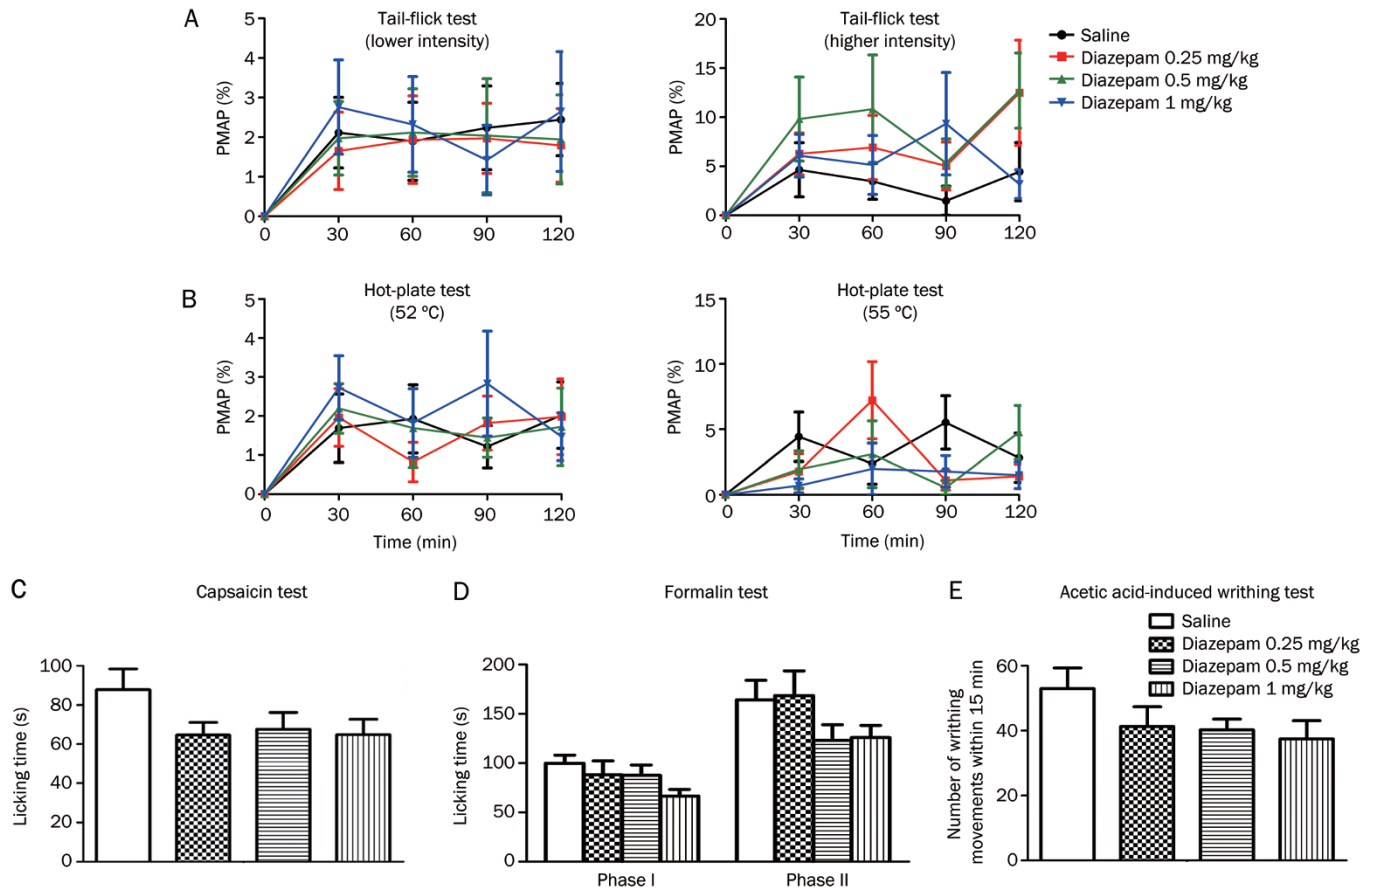 A
Tail-flick test
(lower intensity)
PMAP (%)
5
4
3
2
1
0
0 30 60 90 120
Tail-flick test
(higher intensity)
PMAP (%)
20
15
10
5
0
0 30 60 90 120
Saline
Diazepam 0.25 mg/kg
Diazepam 0.5 mg/kg
Diazepam 1 mg/kg
B
Hot-plate test
(52 ºC)
PMAP (%)
5
4
3
2
1
0
0 30 60 90 120
Time (min)
Hot-plate test
(55 ºC)
PMAP (%)
15
10
5
0
0 30 60 90 120
Time (min)
C
Capsaicin test
Licking time (s)
100
80
60
40
20
0
D
Formalin test
Licking time (s)
200
150
100
50
0
Phase I Phase II
E
Acetic acid-induced writhing test
Saline
Diazepam 0.25 mg/kg
Diazepam 0.5 mg/kg
Diazepam 1 mg/kg
Number of writhing
movements within 15 min
60
40
20
0